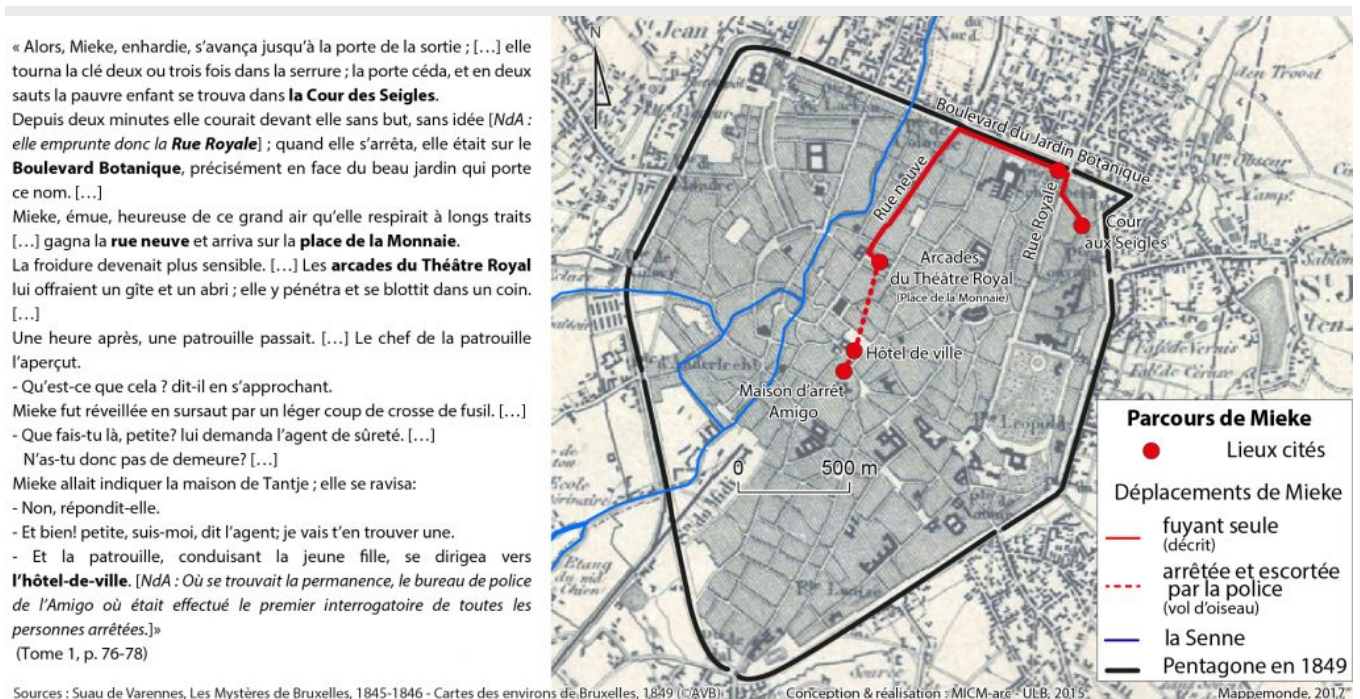 « Alors, Mieke, enhardie, s'avança jusqu'à la porte de la sortie ; […] elle
tourna la clé deux ou trois fois dans la serrure ; la porte céda, et en deux
sauts la pauvre enfant se trouva dans la Cour des Seigles.
Depuis deux minutes elle courait devant elle sans but, sans idée [NdA :
elle emprunte donc la Rue Royale] ; quand elle s'arrêta, elle était sur le
Boulevard Botanique, précisément en face du beau jardin qui porte
ce nom. […]
Mieke, émue, heureuse de ce grand air qu'elle respirait à longs traits
[…] gagna la rue neuve et arriva sur la place de la Monnaie.
La froidure devenait plus sensible. […] Les arcades du Théâtre Royal
lui offraient un gîte et un abri ; elle y pénétra et se blottit dans un coin.
[…]
Une heure après, une patrouille passait. […] Le chef de la patrouille
l'aperçut.
- Qu'est-ce que cela ? dit-il en s'approchant.
Mieke fut réveillée en sursaut par un léger coup de crosse de fusil. […]
- Que fais-tu là, petite? lui demanda l'agent de sûreté. […]
N'as-tu donc pas de demeure? […]
Mieke allait indiquer la maison de Tantje ; elle se ravisa:
- Non, répondit-elle.
- Et bien! petite, suis-moi, dit l'agent; je vais t'en trouver une.
- Et la patrouille, conduisant la jeune fille, se dirigea vers
l'hôtel-de-ville. [NdA : Où se trouvait la permanence, le bureau de police
de l'Amigo où était effectué le premier interrogatoire de toutes les
personnes arrêtées.]»
(Tome 1, p. 76-78)
N
St Jean
Boulevard du Jardin Botanique
Rue neuve
Rue Royale
Cour
aux Seigles
Arcades
du Théâtre Royal
(Place de la Monnaie)
Hôtel de ville
Maison d'arrêt
Amigo
0 500 m
Parcours de Mieke
Lieux cités
Déplacements de Mieke
fuyant seule
(décrit)
arrêtée et escortée
par la police
(vol d'oiseau)
la Senne
Pentagone en 1849
Sources : Suau de Varennes, Les Mystères de Bruxelles, 1845-1846 - Cartes des environs de Bruxelles, 1849 (©AVB)
Conception & réalisation : MICM-arc - ULB, 2015
Mappemonde, 2017